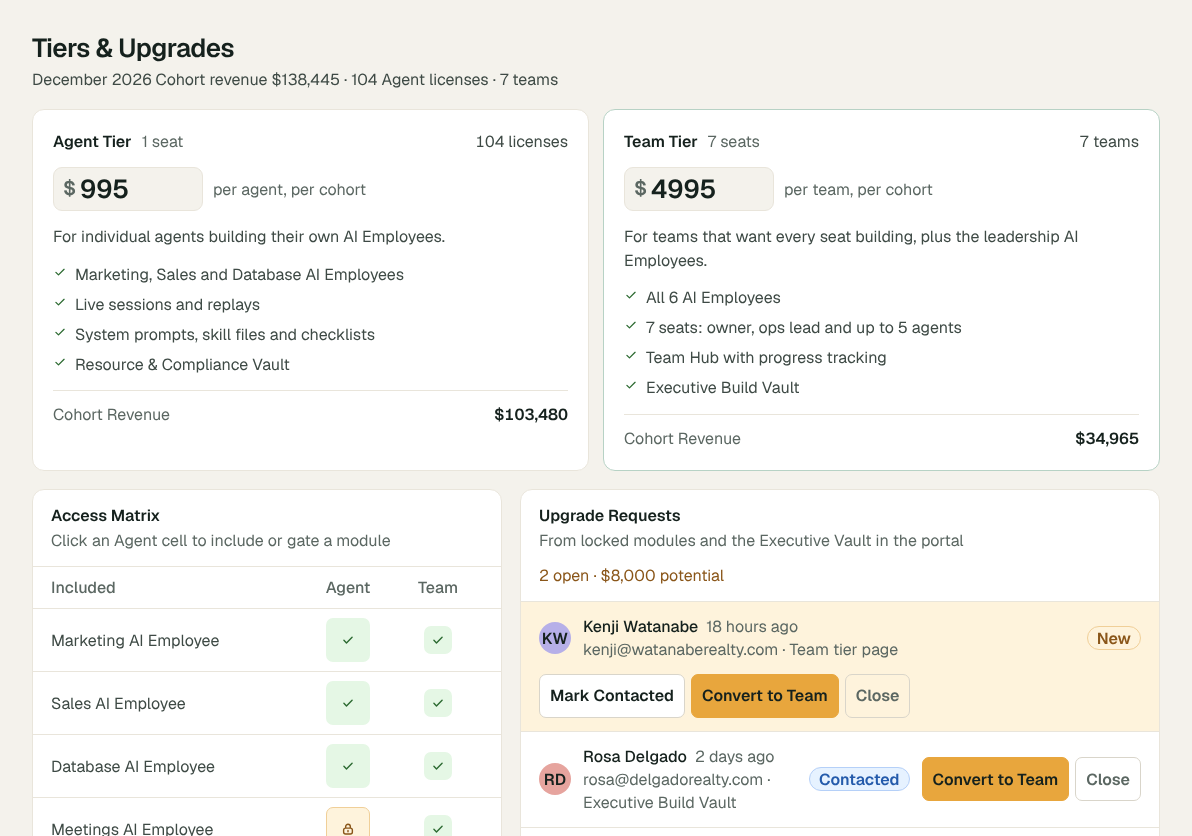 Tiers & Upgrades
December 2026 Cohort revenue $138,445 · 104 Agent licenses · 7 teams
Agent Tier 1 seat 104 licenses
$ 995 per agent, per cohort
For individual agents building their own AI Employees.
Marketing, Sales and Database AI Employees
Live sessions and replays
System prompts, skill files and checklists
Resource & Compliance Vault
Cohort Revenue $103,480
Team Tier 7 seats 7 teams
$ 4995 per team, per cohort
For teams that want every seat building, plus the leadership AI
Employees.
All 6 AI Employees
7 seats: owner, ops lead and up to 5 agents
Team Hub with progress tracking
Executive Build Vault
Cohort Revenue $34,965
Access Matrix
Click an Agent cell to include or gate a module
Included Agent Team
Marketing AI Employee
Sales AI Employee
Database AI Employee
Meetings AI Employee
Upgrade Requests
From locked modules and the Executive Vault in the portal
2 open · $8,000 potential
KW Kenji Watanabe 18 hours ago New
kenji@watanaberealty.com · Team tier page
Mark Contacted Convert to Team Close
Rosa Delgado 2 days ago
RD rosa@delgadorealty.com · Contacted Convert to Team Close
Executive Build Vault